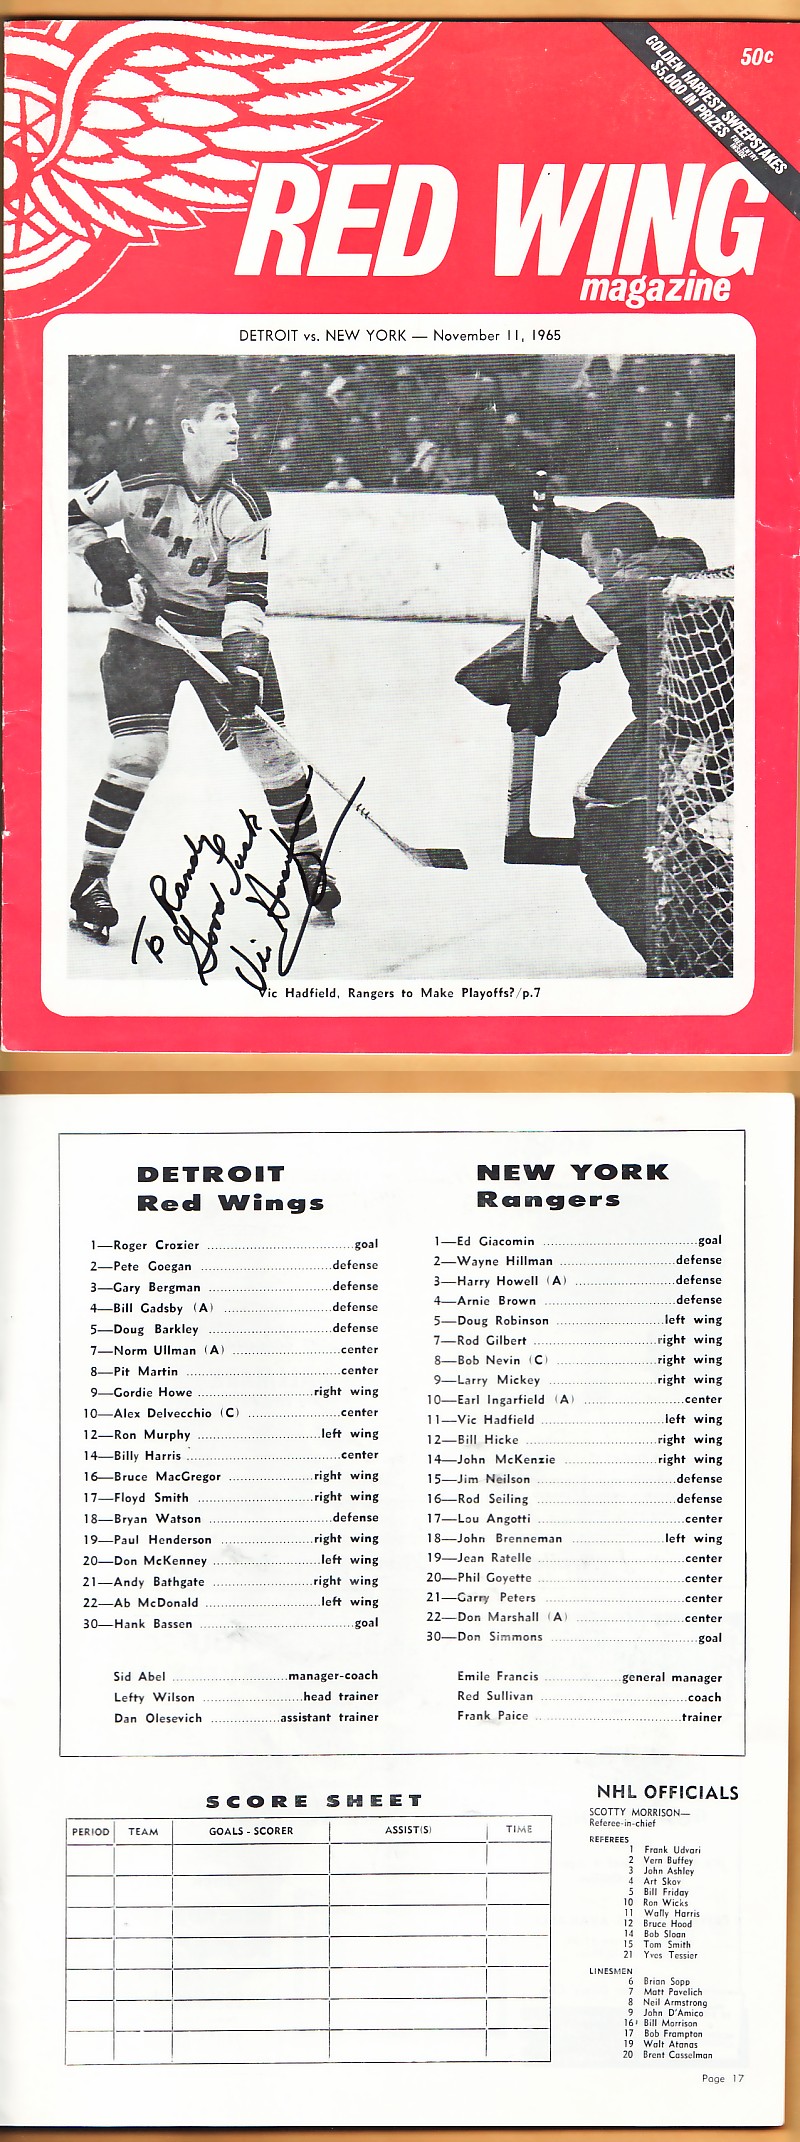 50c
GOLDEN HARVEST SWEEPSTAKES
$5,000 IN PRIZES FREE ENTRY INSIDE
RED WING
magazine
DETROIT vs. NEW YORK — November 11, 1965
RANGE
To Randy
Good Luck
Vic Hadfield
Vic Hadfield, Rangers to Make Playoffs?/p.7
DETROIT
Red Wings
1—Roger Crozier ........ goal
2—Pete Goegan ........ defense
3—Gary Bergman ........ defense
4—Bill Gadsby (A) ........ defense
5—Doug Barkley ........ defense
7—Norm Ullman (A) ........ center
8—Pit Martin ........ center
9—Gordie Howe ........ right wing
10—Alex Delvecchio (C) ........ center
12—Ron Murphy ........ left wing
14—Billy Harris ........ center
16—Bruce MacGregor ........ right wing
17—Floyd Smith ........ right wing
18—Bryan Watson ........ defense
19—Paul Henderson ........ right wing
20—Don McKenney ........ left wing
21—Andy Bathgate ........ right wing
22—Ab McDonald ........ left wing
30—Hank Bassen ........ goal
Sid Abel ........ manager-coach
Lefty Wilson ........ head trainer
Dan Olesevich ........ assistant trainer
NEW YORK
Rangers
1—Ed Giacomin ........ goal
2—Wayne Hillman ........ defense
3—Harry Howell (A) ........ defense
4—Arnie Brown ........ defense
5—Doug Robinson ........ left wing
7—Rod Gilbert ........ right wing
8—Bob Nevin (C) ........ right wing
9—Larry Mickey ........ right wing
10—Earl Ingarfield (A) ........ center
11—Vic Hadfield ........ left wing
12—Bill Hicke ........ right wing
14—John McKenzie ........ right wing
15—Jim Neilson ........ defense
16—Rod Seiling ........ defense
17—Lou Angotti ........ center
18—John Brenneman ........ left wing
19—Jean Ratelle ........ center
20—Phil Goyette ........ center
21—Garry Peters ........ center
22—Don Marshall (A) ........ center
30—Don Simmons ........ goal
Emile Francis ........ general manager
Red Sullivan ........ coach
Frank Paice ........ trainer
SCORE SHEET
PERIOD TEAM GOALS - SCORER ASSIST(S) TIME
NHL OFFICIALS
SCOTTY MORRISON—
Referee-in-chief
REFEREES
1 Frank Udvari
2 Vern Buffey
3 John Ashley
4 Art Skov
5 Bill Friday
10 Ron Wicks
11 Wally Harris
12 Bruce Hood
14 Bob Sloan
15 Tom Smith
21 Yves Tessier
LINESMEN
6 Brian Sopp
7 Matt Pavelich
8 Neil Armstrong
9 John D'Amico
16 Bill Morrison
17 Bob Frampton
19 Walt Atanas
20 Brent Casselman
Page 17